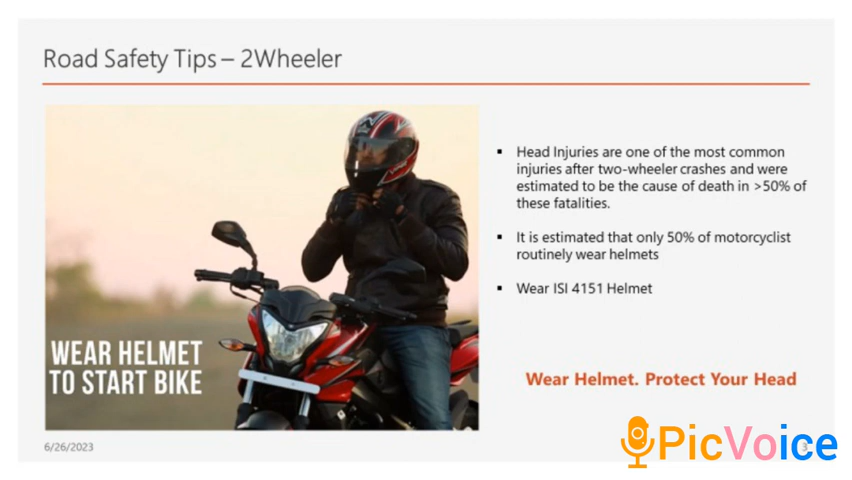 Road Safety Tips – 2Wheeler
WEAR HELMET
TO START BIKE
▪ Head Injuries are one of the most common
injuries after two-wheeler crashes and were
estimated to be the cause of death in >50% of
these fatalities.
▪ It is estimated that only 50% of motorcyclist
routinely wear helmets
▪ Wear ISI 4151 Helmet
Wear Helmet. Protect Your Head
6/26/2023
3
PicVoice